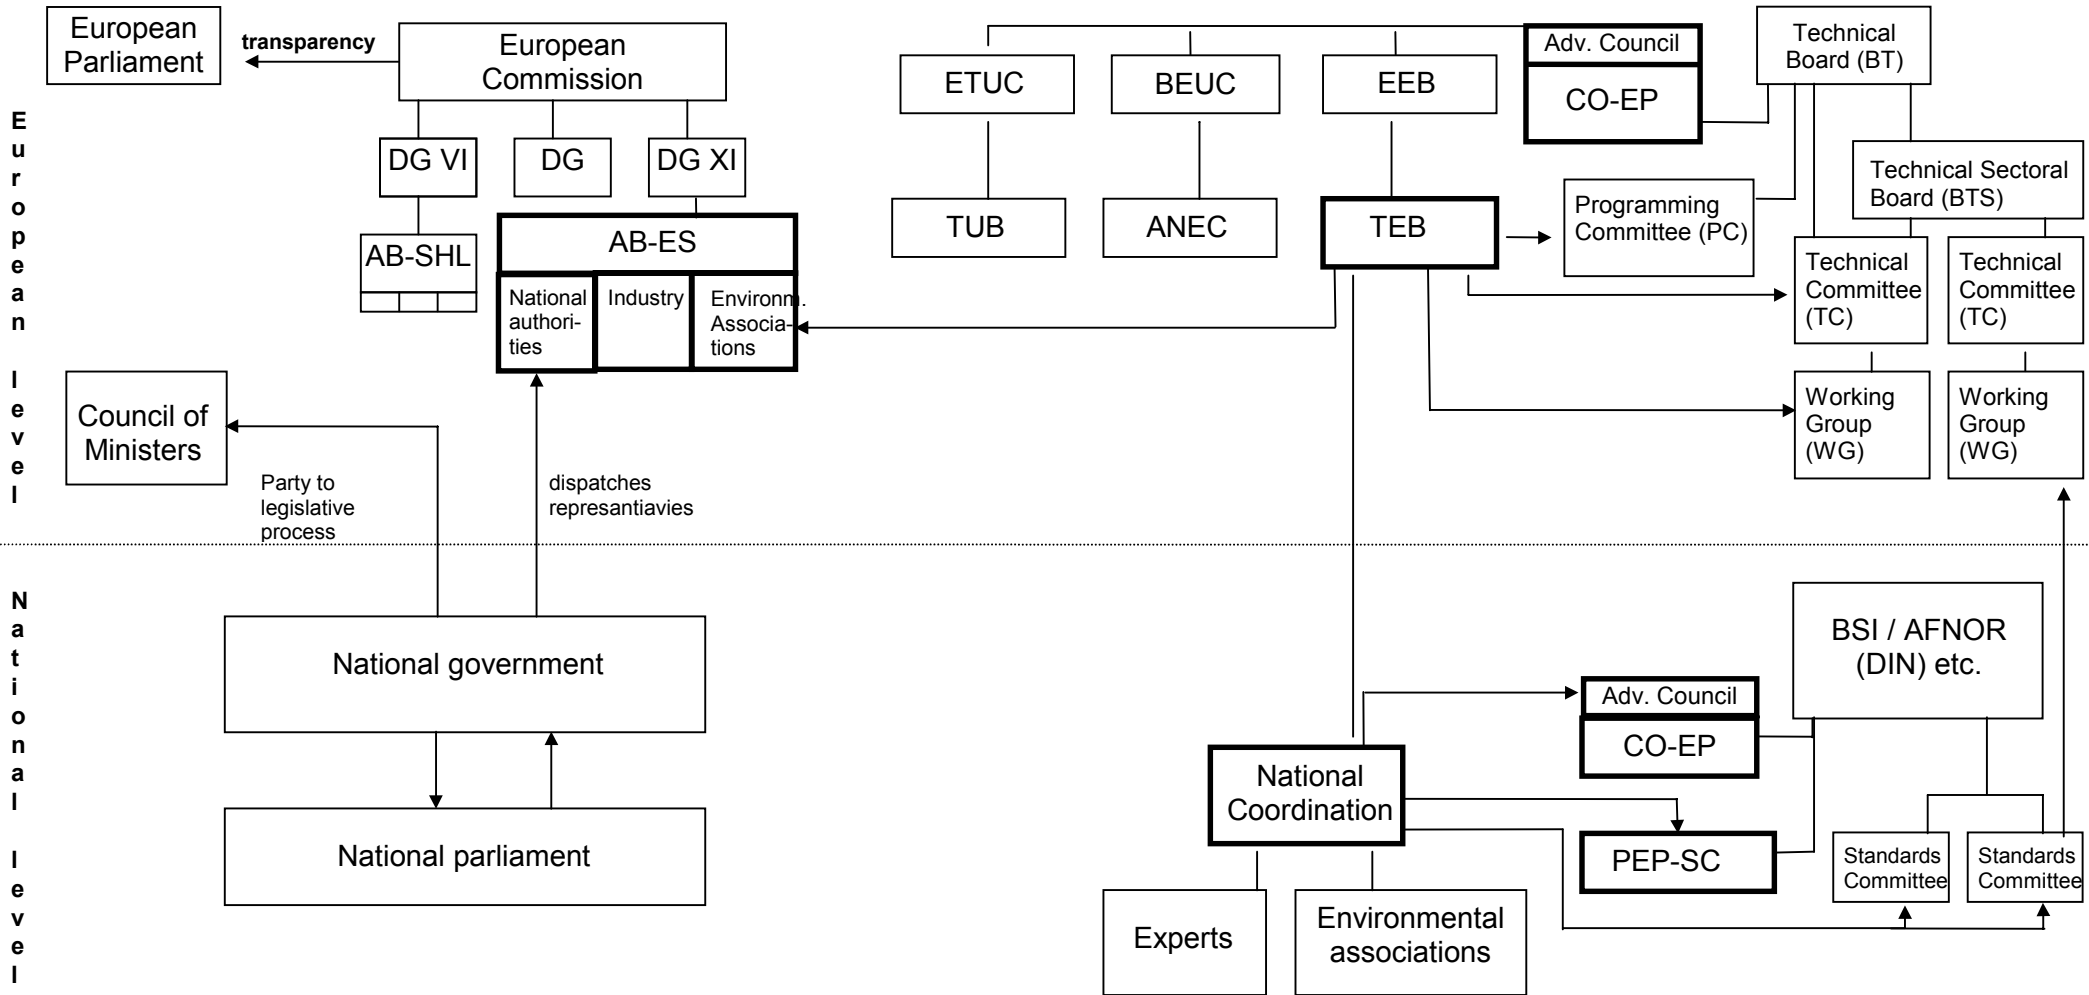 European
Parliament
transparency
European
Commission
DG VI
DG
DG XI
AB-SHL
AB-ES
National
authori-
ties
Industry
Environm.
Associa-
tions
ETUC
BEUC
EEB
TUB
ANEC
TEB
Adv. Council
CO-EP
Technical
Board (BT)
Technical Sectoral
Board (BTS)
Programming
Committee (PC)
Technical
Committee
(TC)
Technical
Committee
(TC)
Working
Group
(WG)
Working
Group
(WG)
European level
Council of
Ministers
Party to
legislative
process
dispatches
represantiavies
National level
National government
National parliament
National
Coordination
Experts
Environmental
associations
Adv. Council
CO-EP
PEP-SC
BSI / AFNOR
(DIN) etc.
Standards
Committee
Standards
Committee